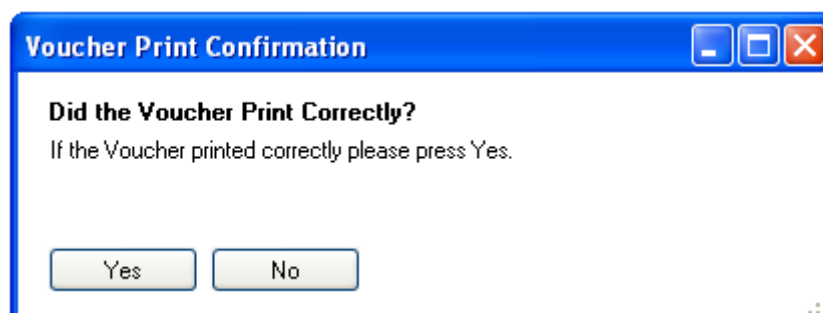 Voucher Print Confirmation
Did the Voucher Print Correctly?
If the Voucher printed correctly please press Yes.
Yes No